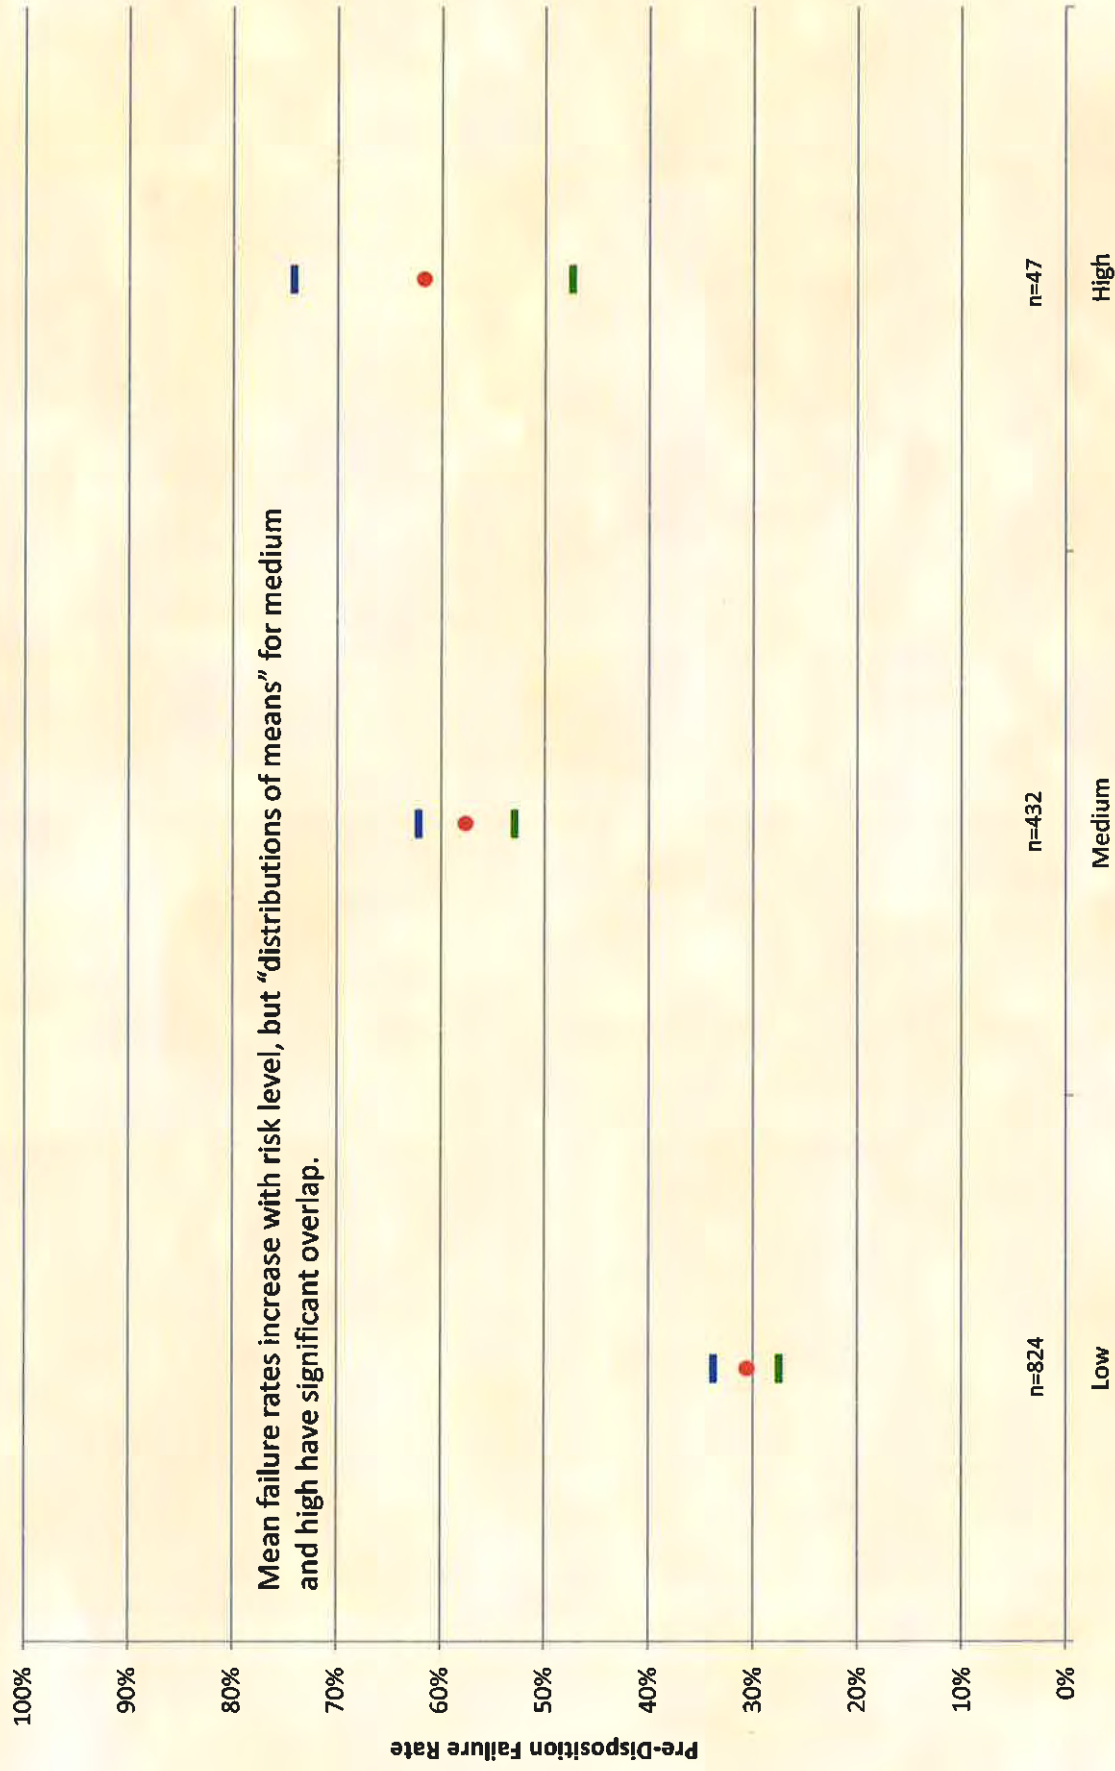 Mean failure rates increase with risk level, but “distributions of means” for medium
and high have significant overlap.
Pre-Disposition Failure Rate
100%
90%
80%
70%
60%
50%
40%
30%
20%
10%
0%
n=824
n=432
n=47
Low
Medium
High